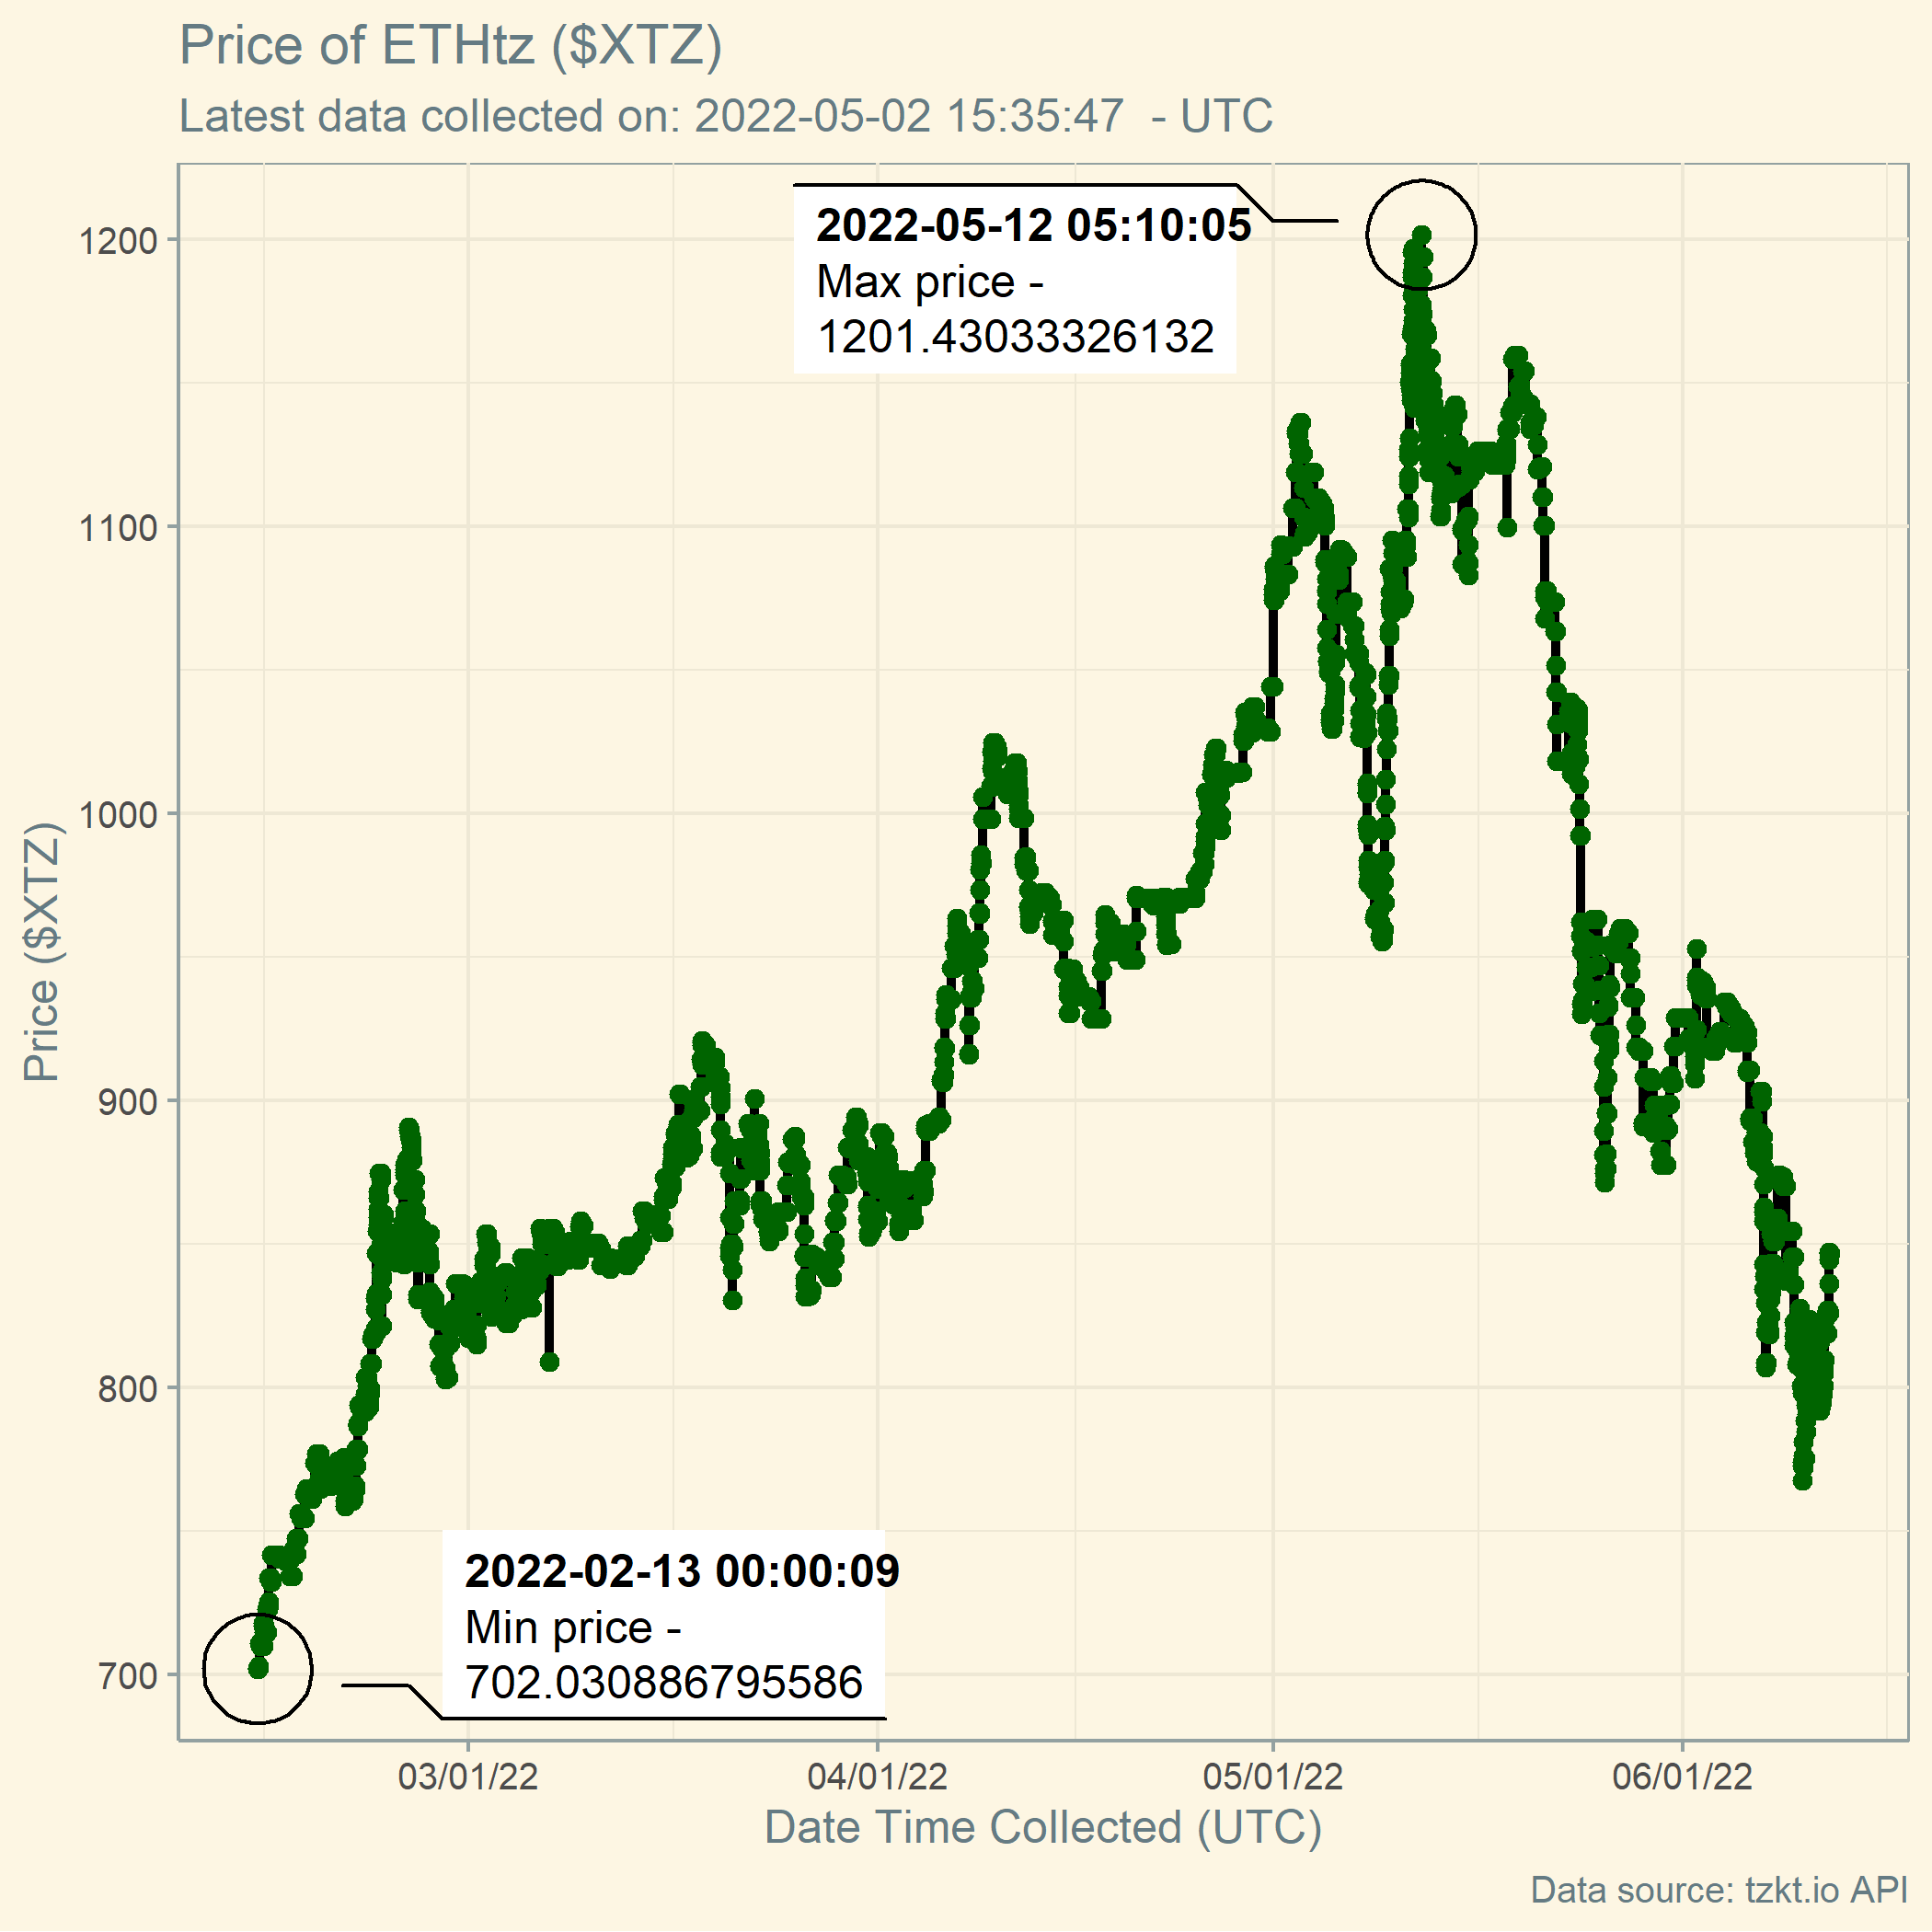 Price of ETHtz ($XTZ)
Latest data collected on: 2022-05-02 15:35:47  - UTC
2022-05-12 05:10:05
Max price -
1201.43033326132
1200
1100
1000
900
800
700
Price ($XTZ)
2022-02-13 00:00:09
Min price -
702.030886795586
03/01/22
04/01/22
05/01/22
06/01/22
Date Time Collected (UTC)
Data source: tzkt.io API